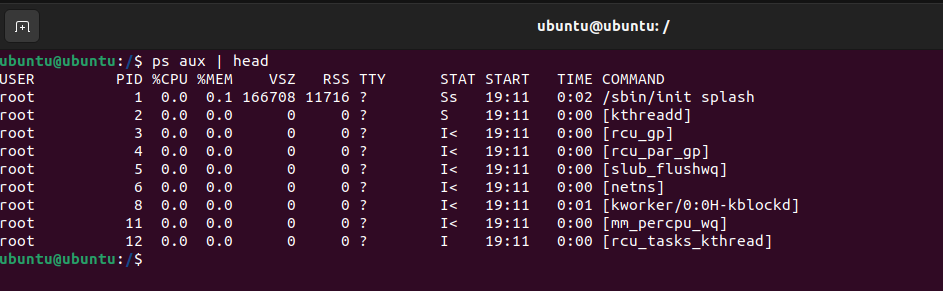 ubuntu@ubuntu: /
ubuntu@ubuntu:/$ ps aux | head
USER         PID %CPU %MEM    VSZ   RSS TTY      STAT START   TIME COMMAND
root           1  0.0  0.1 166708 11716 ?        Ss   19:11   0:02 /sbin/init splash
root           2  0.0  0.0      0     0 ?        S    19:11   0:00 [kthreadd]
root           3  0.0  0.0      0     0 ?        I<   19:11   0:00 [rcu_gp]
root           4  0.0  0.0      0     0 ?        I<   19:11   0:00 [rcu_par_gp]
root           5  0.0  0.0      0     0 ?        I<   19:11   0:00 [slub_flushwq]
root           6  0.0  0.0      0     0 ?        I<   19:11   0:00 [netns]
root           8  0.0  0.0      0     0 ?        I<   19:11   0:01 [kworker/0:0H-kblockd]
root          11  0.0  0.0      0     0 ?        I<   19:11   0:00 [mm_percpu_wq]
root          12  0.0  0.0      0     0 ?        I    19:11   0:00 [rcu_tasks_kthread]
ubuntu@ubuntu:/$